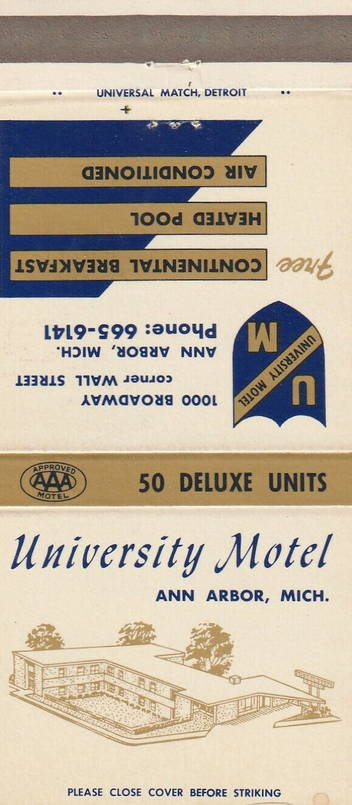 UNIVERSAL MATCH, DETROIT
AIR CONDITIONED
HEATED POOL
Free CONTINENTAL BREAKFAST
U
UNIVERSITY MOTEL
M
1000 BROADWAY
corner WALL STREET
ANN ARBOR, MICH.
Phone: 665-6141
APPROVED
AAA
MOTEL
50 DELUXE UNITS
University Motel
ANN ARBOR, MICH.
PLEASE CLOSE COVER BEFORE STRIKING